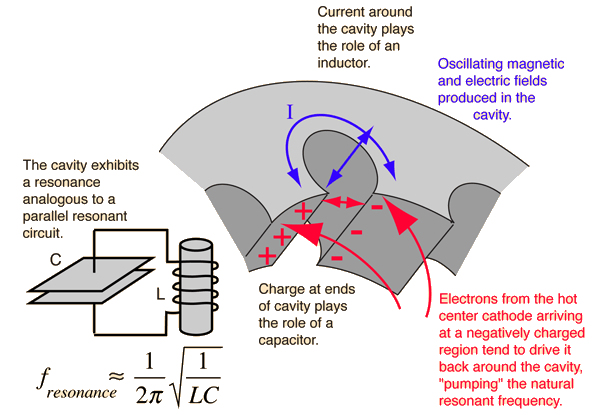 Current around
the cavity plays
the role of an
inductor.
Oscillating magnetic
and electric fields
produced in the
cavity.
I
The cavity exhibits
a resonance
analogous to a
parallel resonant
circuit.
C
L
+
+
+
-
-
-
Charge at ends
of cavity plays
the role of a
capacitor.
Electrons from the hot
center cathode arriving
at a negatively charged
region tend to drive it
back around the cavity,
"pumping" the natural
resonant frequency.
f resonance ≈ 1/2π √1/LC